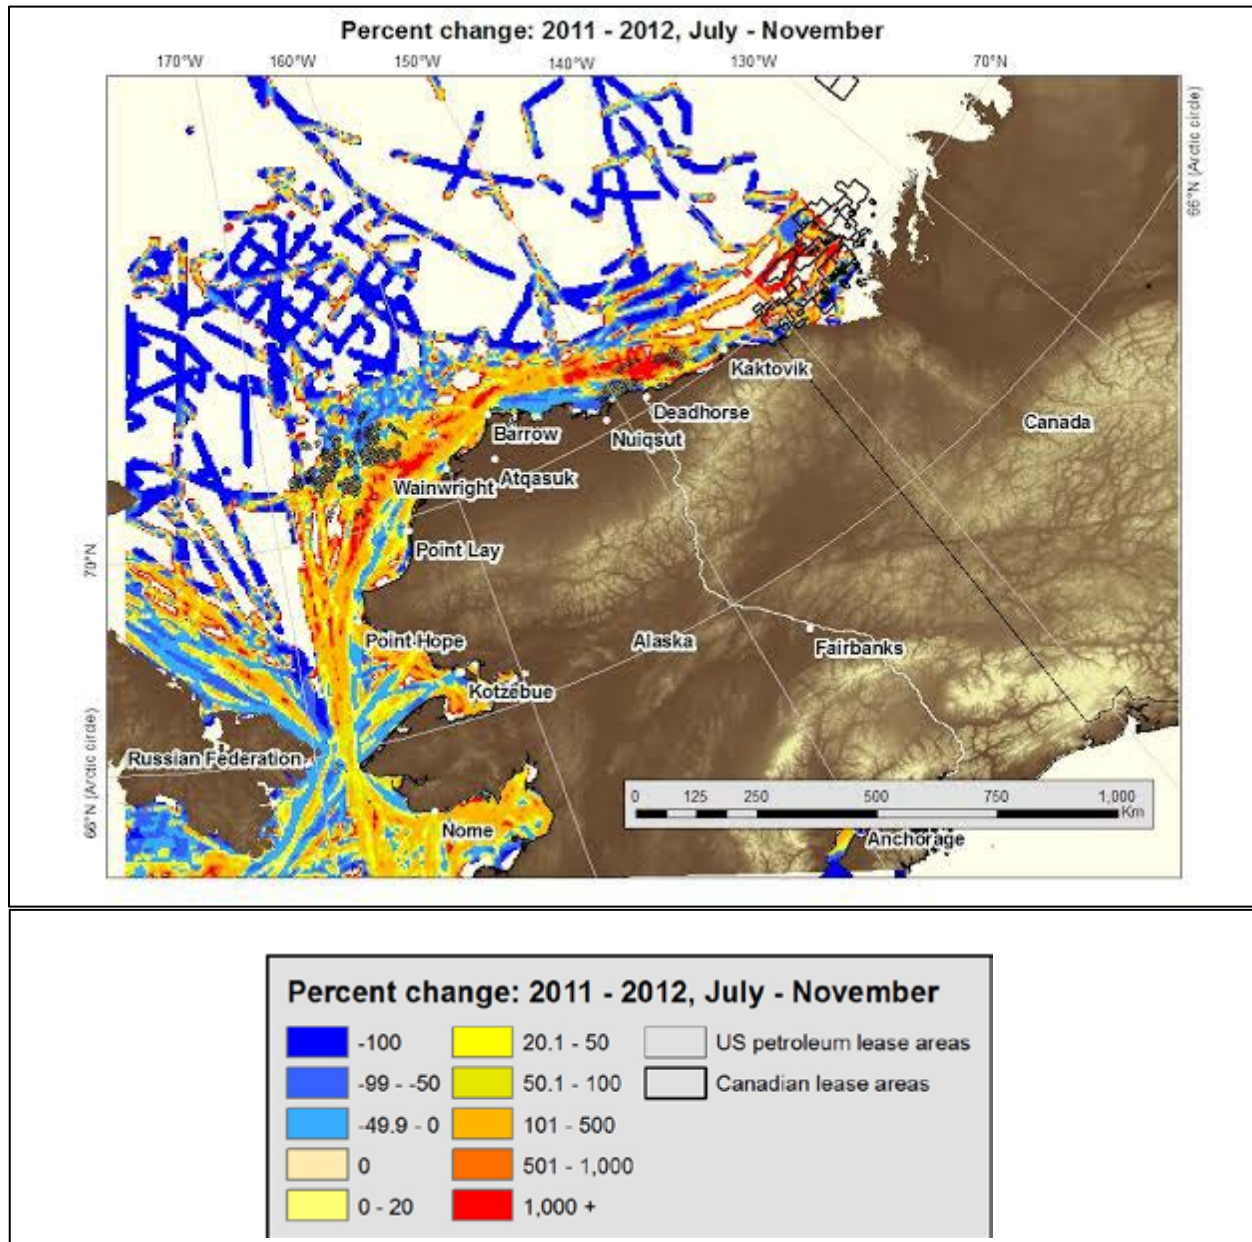 Percent change: 2011 - 2012, July - November
170°W 160°W 150°W 140°W 130°W 70°N
66°N (Arctic circle)
Kaktovik
Deadhorse
Canada
Barrow
Nuiqsut
Atqasuk
Wainwright
Point Lay
70°N
Point Hope
Alaska
Fairbanks
Kotzebue
Russian Federation
66°N (Arctic circle)
0 125 250 500 750 1,000
Km
Nome
Anchorage
Percent change: 2011 - 2012, July - November
-100 20.1 - 50 US petroleum lease areas
-99 - -50 50.1 - 100 Canadian lease areas
-49.9 - 0 101 - 500
0 501 - 1,000
0 - 20 1,000 +